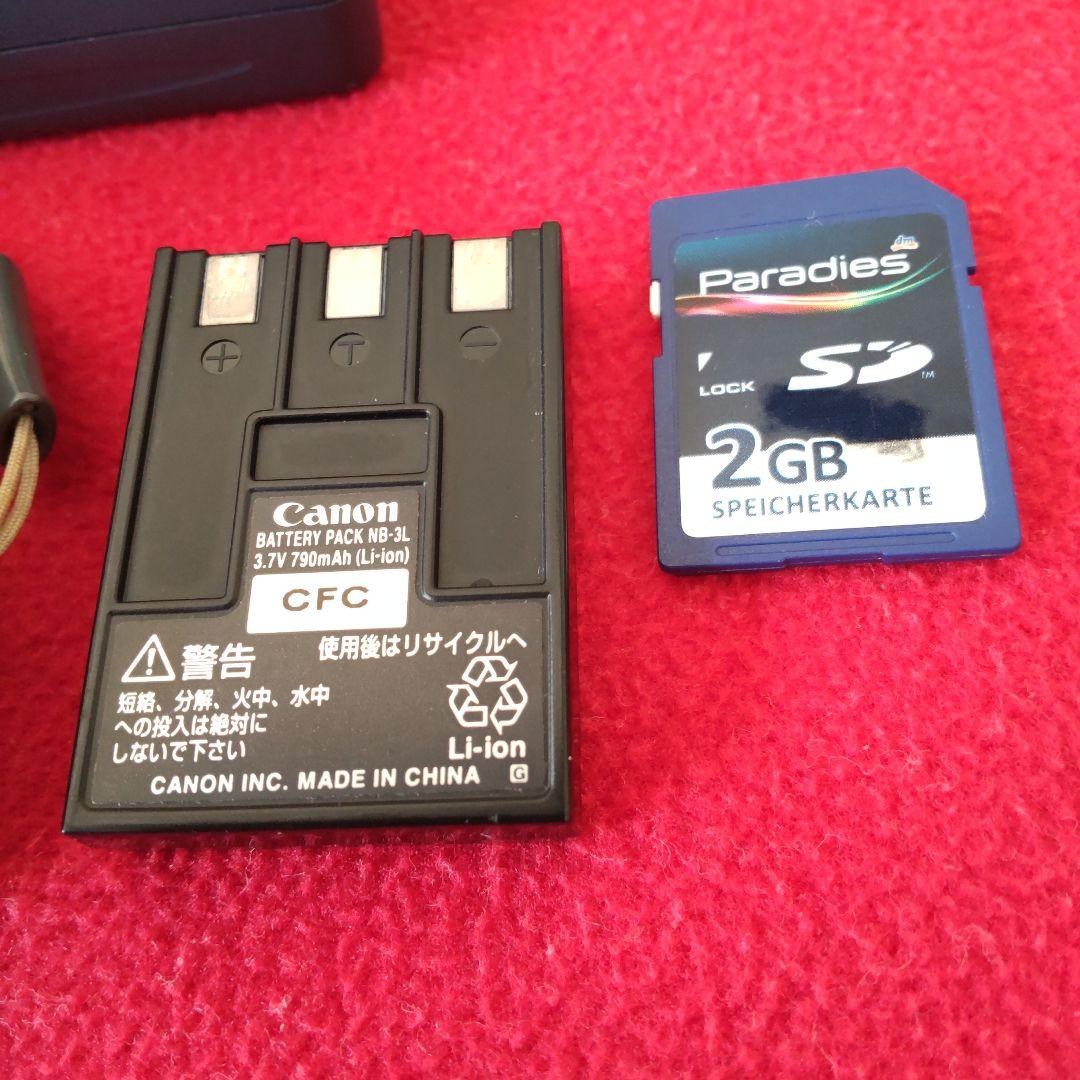 + T -
Canon
BATTERY PACK NB-3L
3.7V 790mAh (Li-ion)
CFC
警告
短絡、分解、火中、水中
への投入は絶対に
しないで下さい
使用後はリサイクルへ
Li-ion
CANON INC. MADE IN CHINA G
dm
Paradies
LOCK
SD TM
2GB
SPEICHERKARTE